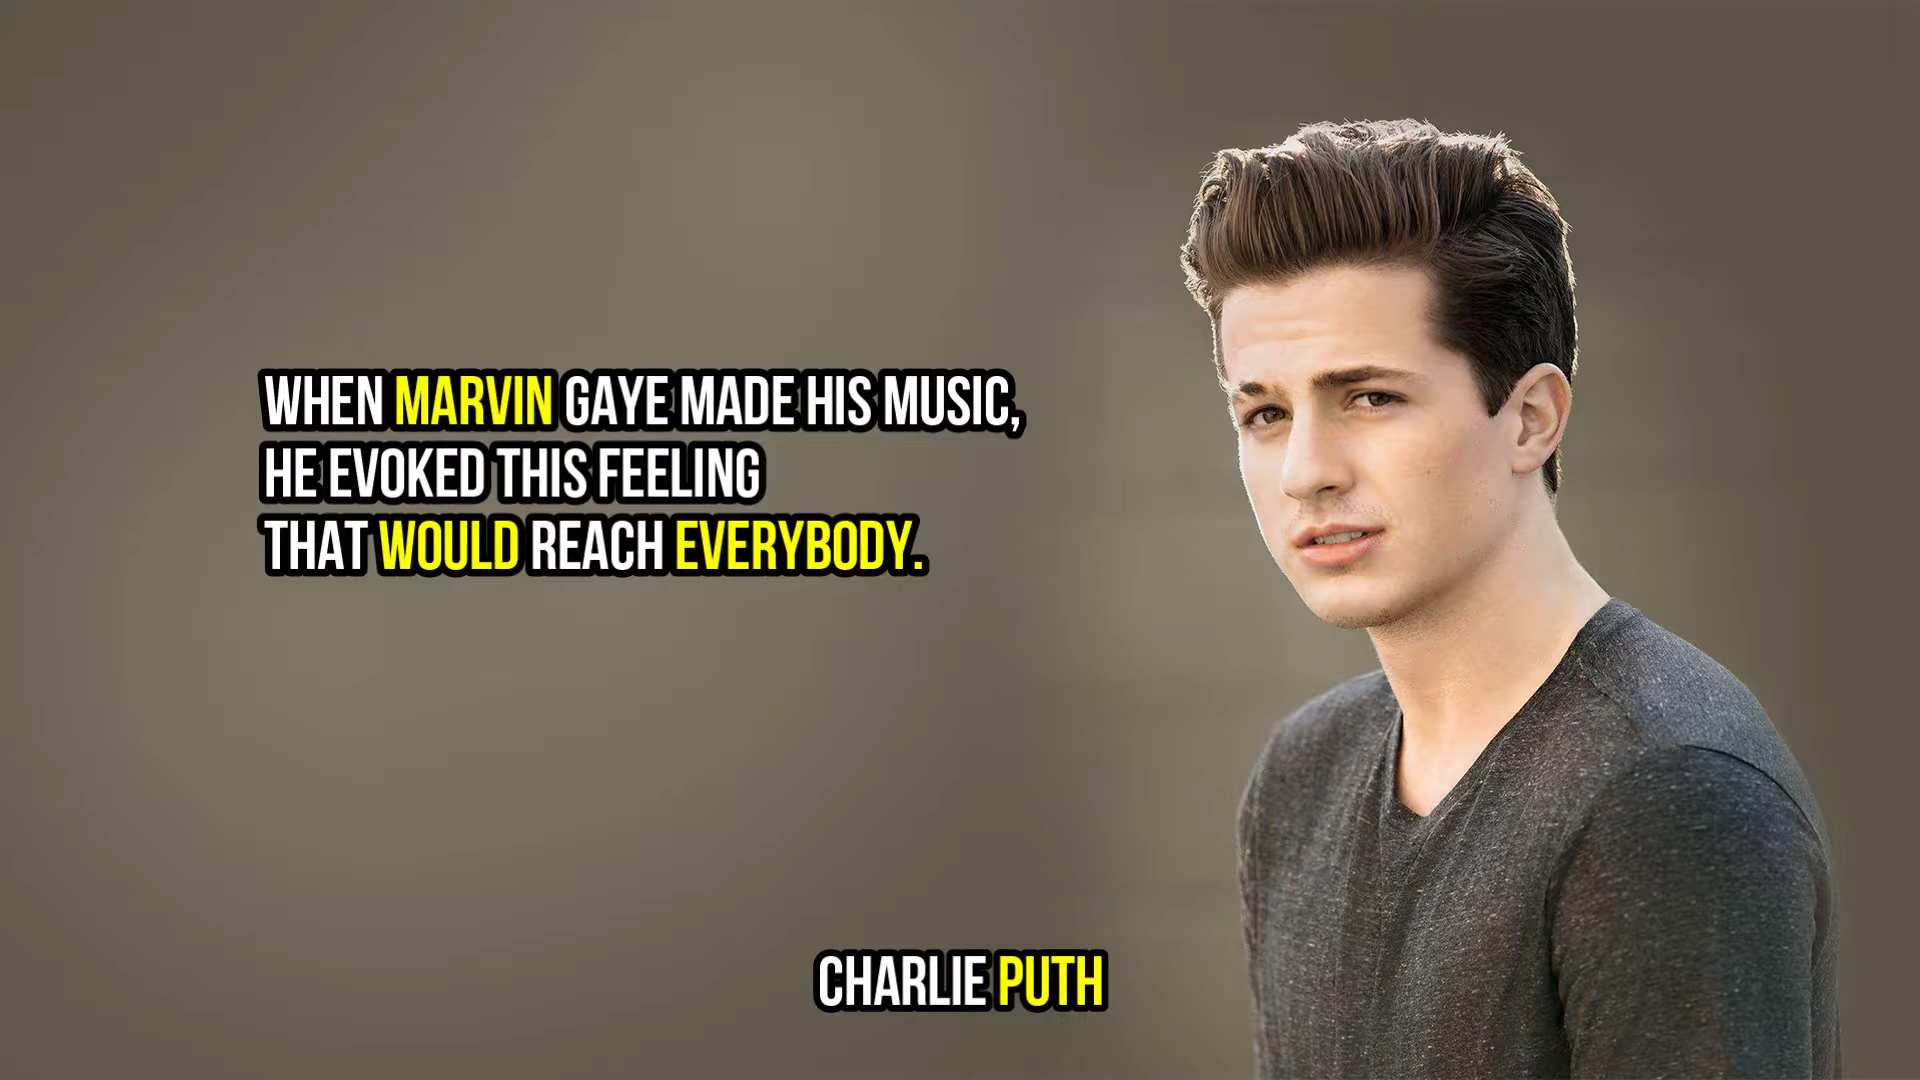 WHEN MARVIN GAYE MADE HIS MUSIC,
HE EVOKED THIS FEELING
THAT WOULD REACH EVERYBODY.
CHARLIE PUTH